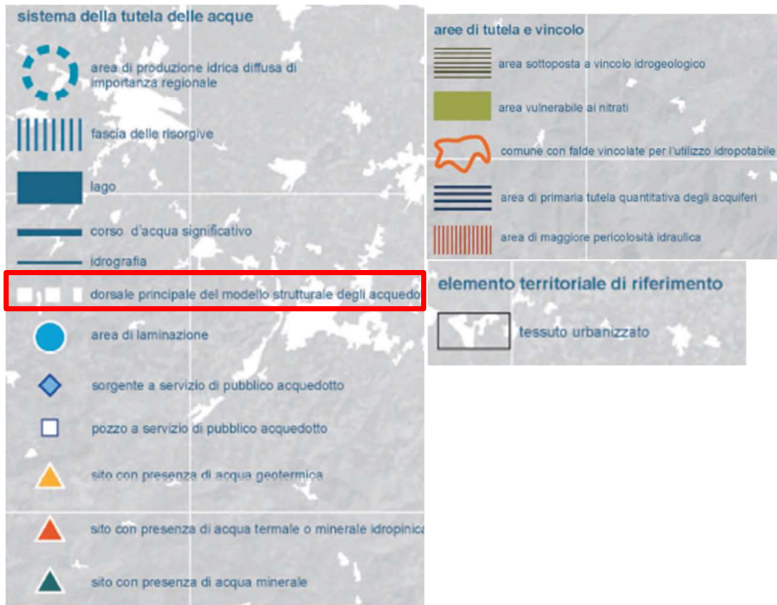 sistema della tutela delle acque
area di produzione idrica diffusa di
importanza regionale
fascia delle risorgive
lago
corso d'acqua significativo
idrografia
dorsale principale del modello strutturale degli acquedo
area di laminazione
sorgente a servizio di pubblico acquedotto
pozzo a servizio di pubblico acquedotto
sito con presenza di acqua geotermica
sito con presenza di acqua termale o minerale idropinica
sito con presenza di acqua minerale
aree di tutela e vincolo
area sottoposta a vincolo idrogeologico
area vulnerabile ai nitrati
comune con falde vincolate per l'utilizzo idropotabile
area di primaria tutela quantitativa degli acquiferi
area di maggiore pericolosità idraulica
elemento territoriale di riferimento
tessuto urbanizzato